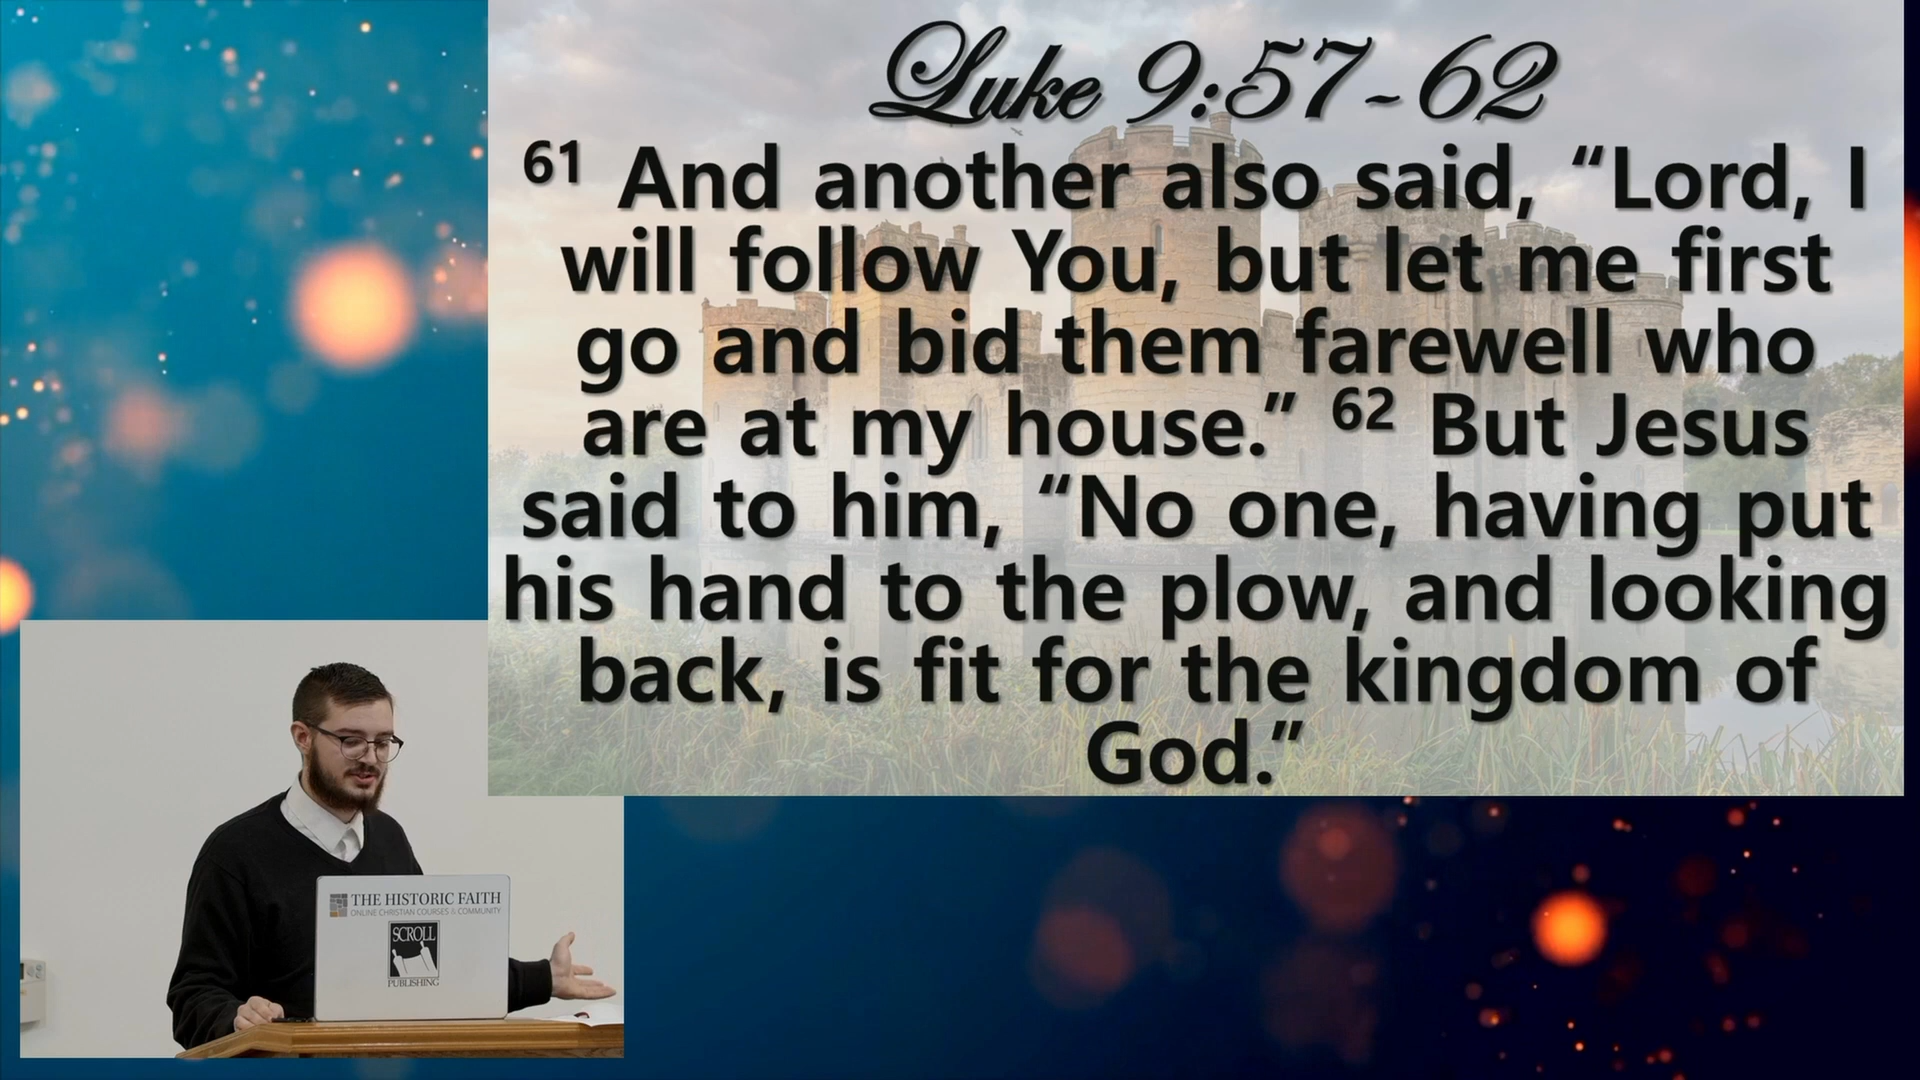 Luke 9:57-62
61 And another also said, “Lord, I
will follow You, but let me first
go and bid them farewell who
are at my house.” 62 But Jesus
said to him, “No one, having put
his hand to the plow, and looking
back, is fit for the kingdom of
God.”
THE HISTORIC FAITH
ONLINE CHRISTIAN COURSES & COMMUNITY
SCROLL
PUBLISHING